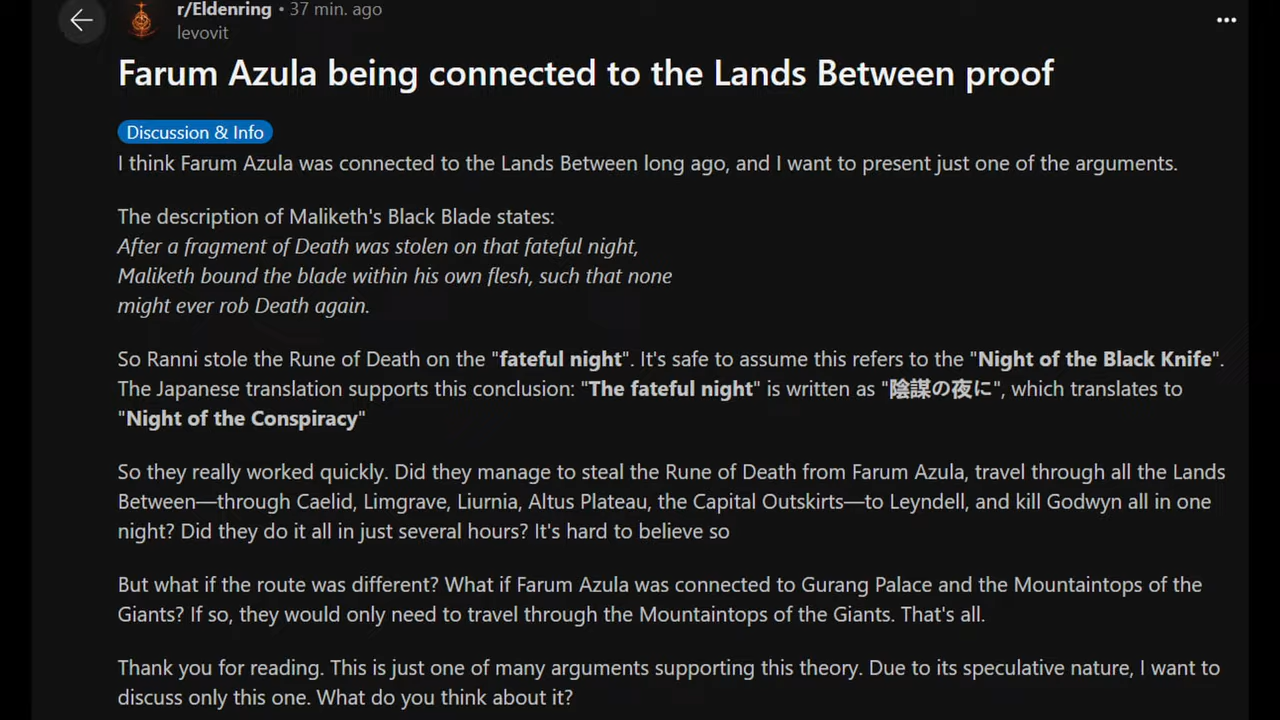 r/Eldenring • 37 min. ago
levovit
Farum Azula being connected to the Lands Between proof
Discussion & Info
I think Farum Azula was connected to the Lands Between long ago, and I want to present just one of the arguments.
The description of Maliketh's Black Blade states:
After a fragment of Death was stolen on that fateful night,
Maliketh bound the blade within his own flesh, such that none
might ever rob Death again.
So Ranni stole the Rune of Death on the "fateful night". It's safe to assume this refers to the "Night of the Black Knife".
The Japanese translation supports this conclusion: "The fateful night" is written as "陰謀の夜に", which translates to
"Night of the Conspiracy"
So they really worked quickly. Did they manage to steal the Rune of Death from Farum Azula, travel through all the Lands
Between—through Caelid, Limgrave, Liurnia, Altus Plateau, the Capital Outskirts—to Leyndell, and kill Godwyn all in one
night? Did they do it all in just several hours? It's hard to believe so
But what if the route was different? What if Farum Azula was connected to Gurang Palace and the Mountaintops of the
Giants? If so, they would only need to travel through the Mountaintops of the Giants. That's all.
Thank you for reading. This is just one of many arguments supporting this theory. Due to its speculative nature, I want to
discuss only this one. What do you think about it?